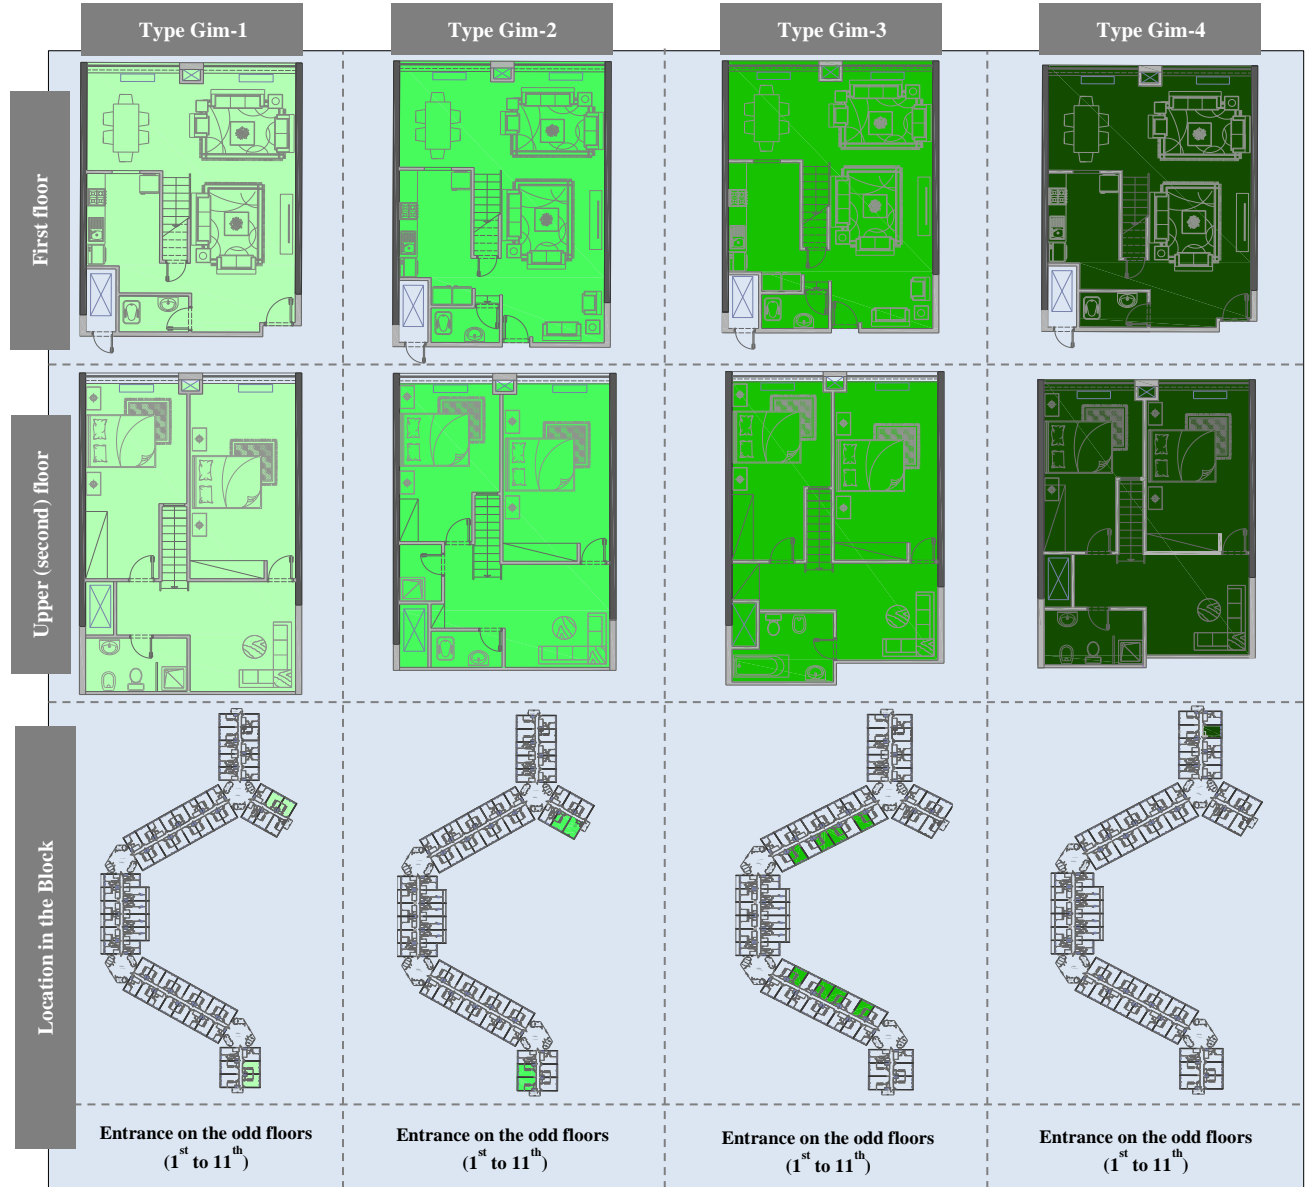 Type Gim-1
Type Gim-2
Type Gim-3
Type Gim-4
First floor
Upper (second) floor
Location in the Block
Entrance on the odd floors
(1st to 11th)
Entrance on the odd floors
(1st to 11th)
Entrance on the odd floors
(1st to 11th)
Entrance on the odd floors
(1st to 11th)